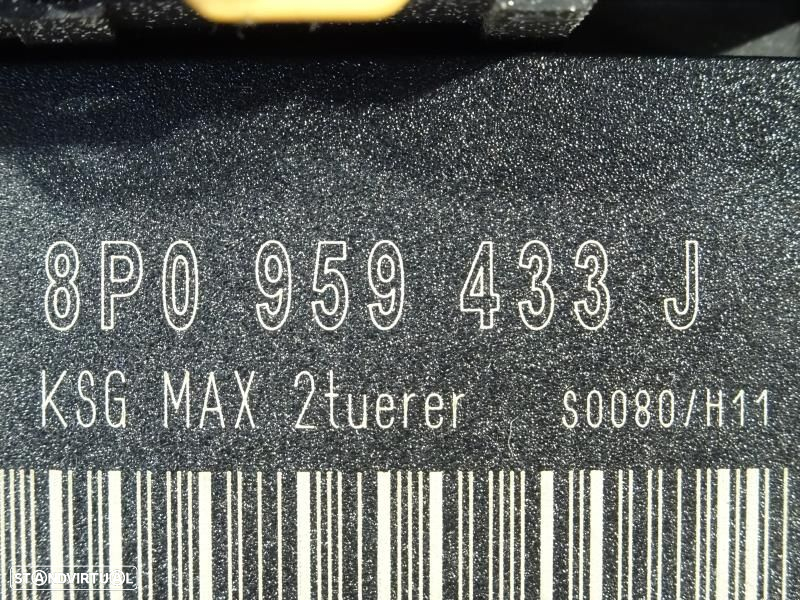 8P0 959 433 J
KSG MAX 2tuerer S0080/H11
STANDVIRTUAL